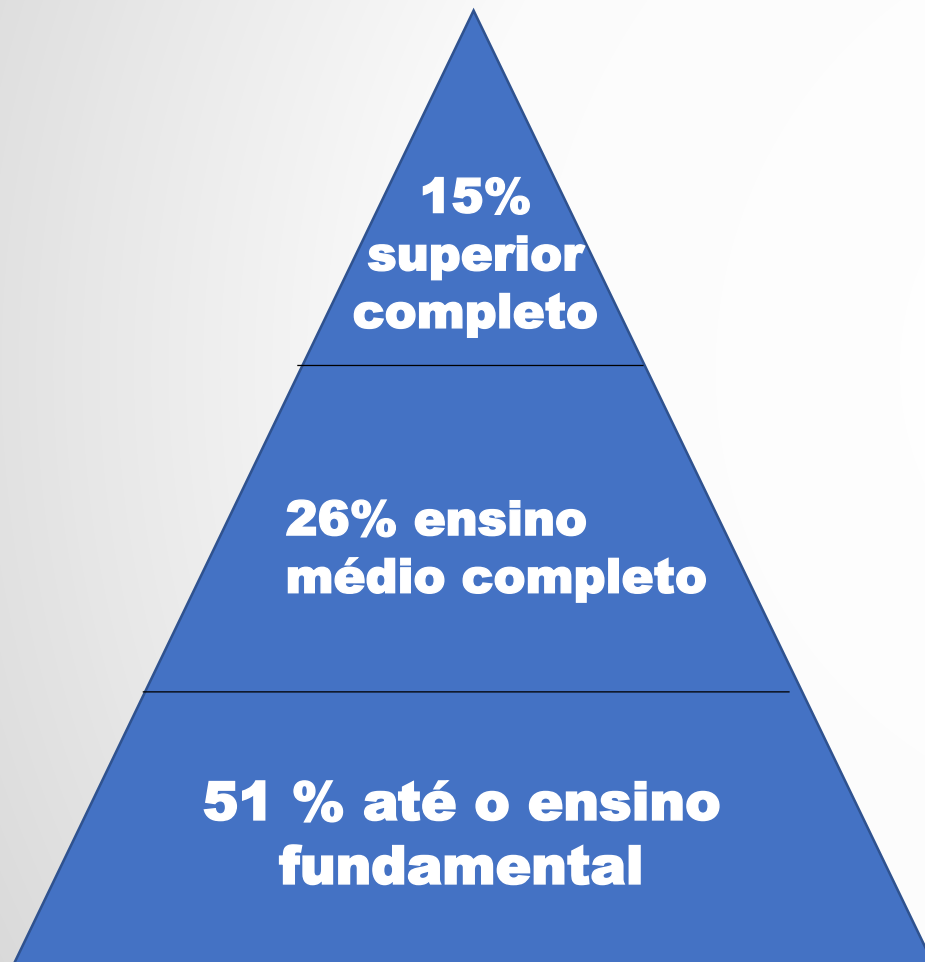 15%
superior
completo
26% ensino
médio completo
51 % até o ensino
fundamental